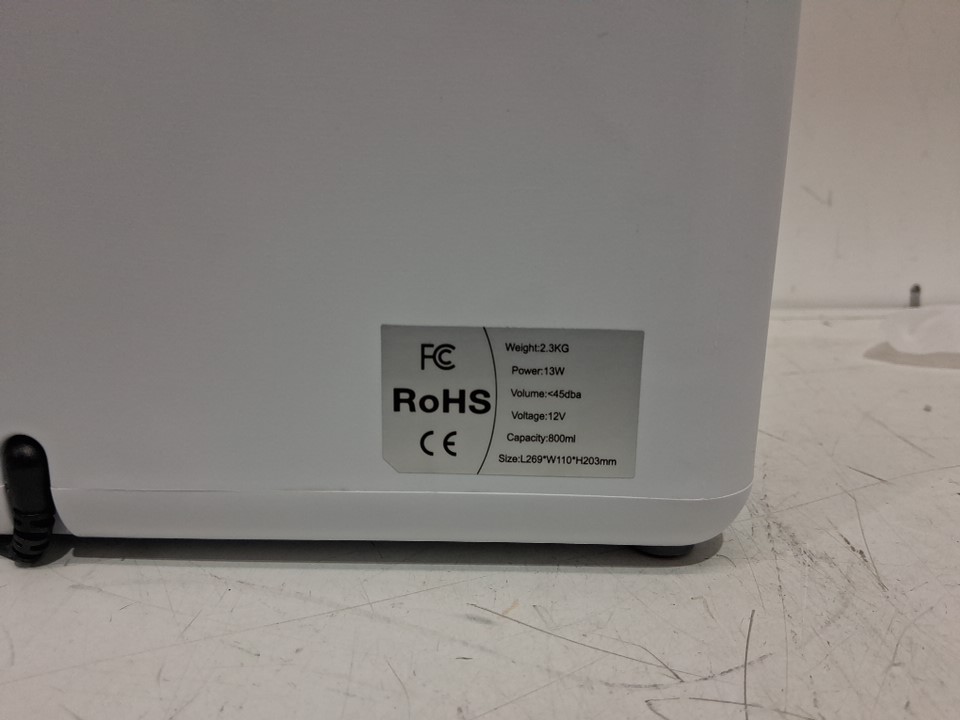 FC
RoHS
CE
Weight:2.3KG
Power:13W
Volume:<45dba
Voltage:12V
Capacity:800ml
Size:L269*W110*H203mm